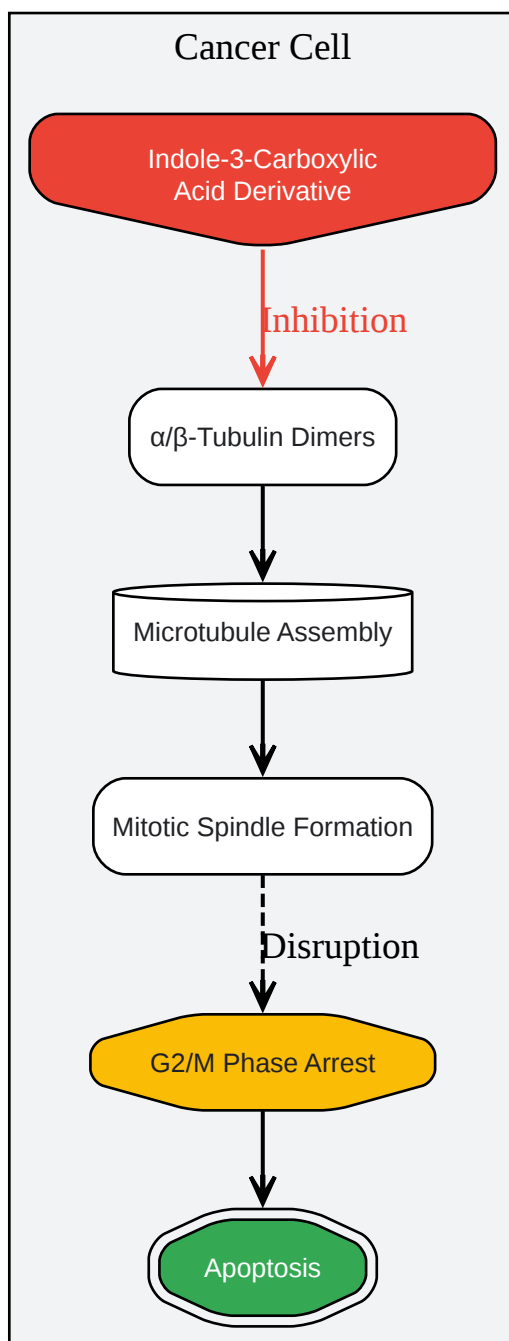 Cancer Cell
Indole-3-Carboxylic
Acid Derivative
Inhibition
α/β-Tubulin Dimers
Microtubule Assembly
Mitotic Spindle Formation
Disruption
G2/M Phase Arrest
Apoptosis